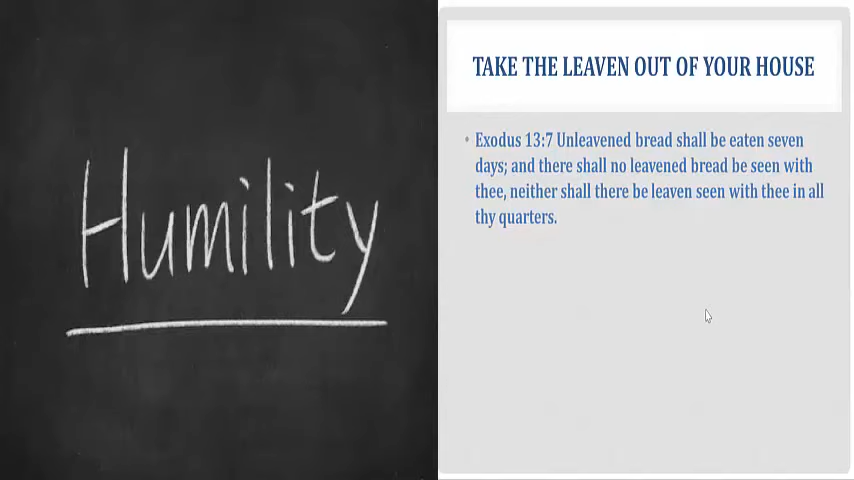 Humility
TAKE THE LEAVEN OUT OF YOUR HOUSE
• Exodus 13:7 Unleavened bread shall be eaten seven
days; and there shall no leavened bread be seen with
thee, neither shall there be leaven seen with thee in all
thy quarters.